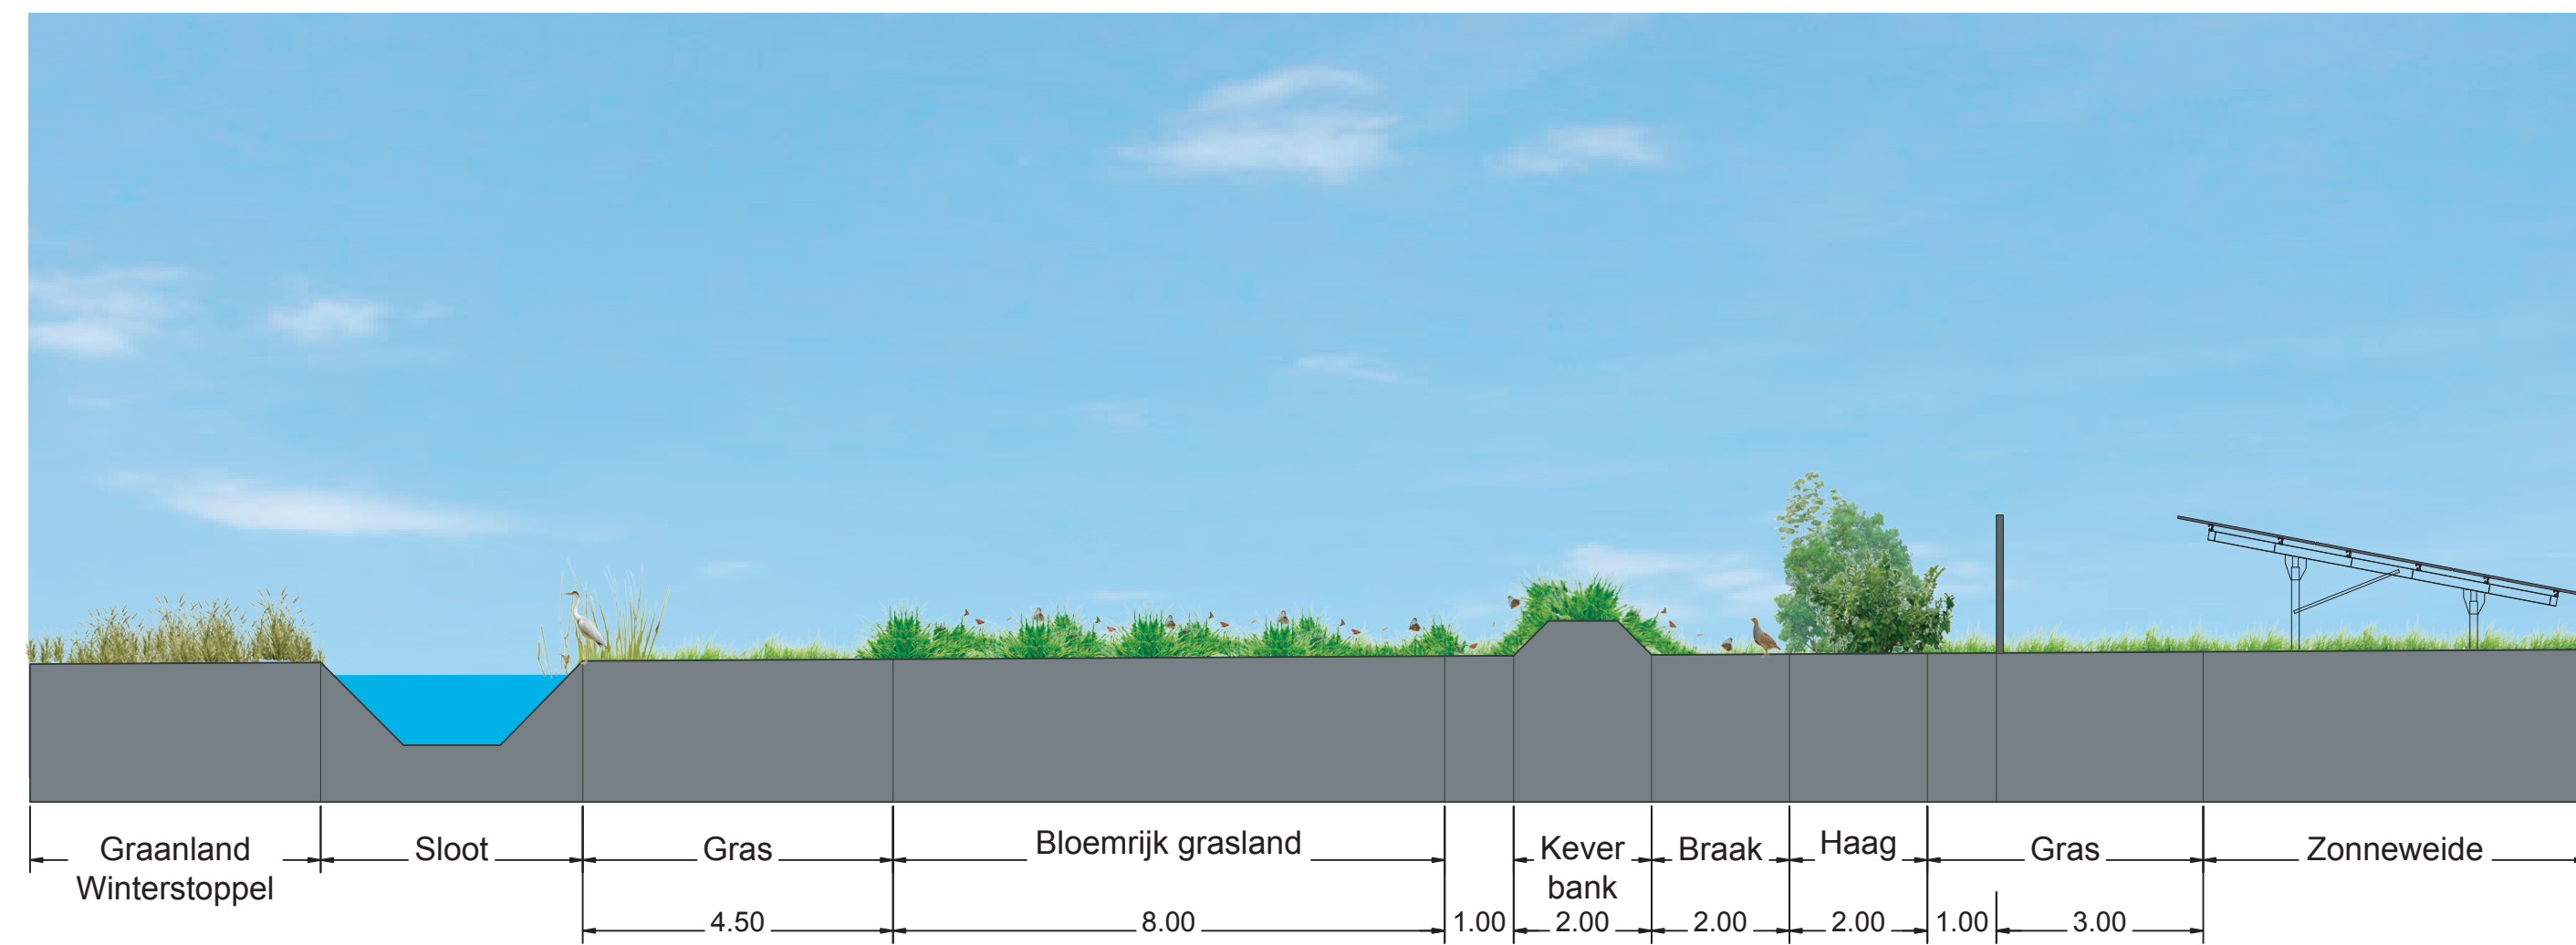 Graanland
Winterstoppel
Sloot
Gras
Bloemrijk grasland
Kever
bank
Braak
Haag
Gras
Zonneweide
4.50
8.00
1.00
2.00
2.00
2.00
1.00
3.00